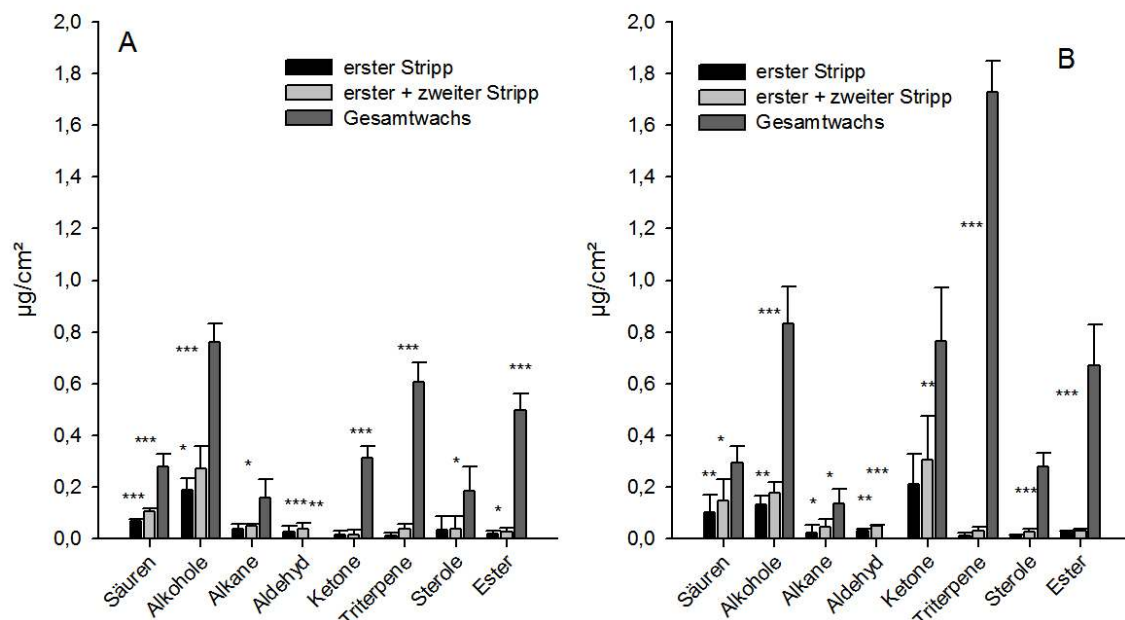 A
erster Stripp
erster + zweiter Stripp
Gesamtwachs
µg/cm²
2,0
1,8
1,6
1,4
1,2
1,0
0,8
0,6
0,4
0,2
0,0
***
***
*
***
*
***
**
***
***
*
*
***
Säuren
Alkohole
Alkane
Aldehyd
Ketone
Triterpene
Sterole
Ester
B
erster Stripp
erster + zweiter Stripp
Gesamtwachs
µg/cm²
2,0
1,8
1,6
1,4
1,2
1,0
0,8
0,6
0,4
0,2
0,0
**
*
**
***
*
*
**
***
**
***
***
***
Säuren
Alkohole
Alkane
Aldehyd
Ketone
Triterpene
Sterole
Ester